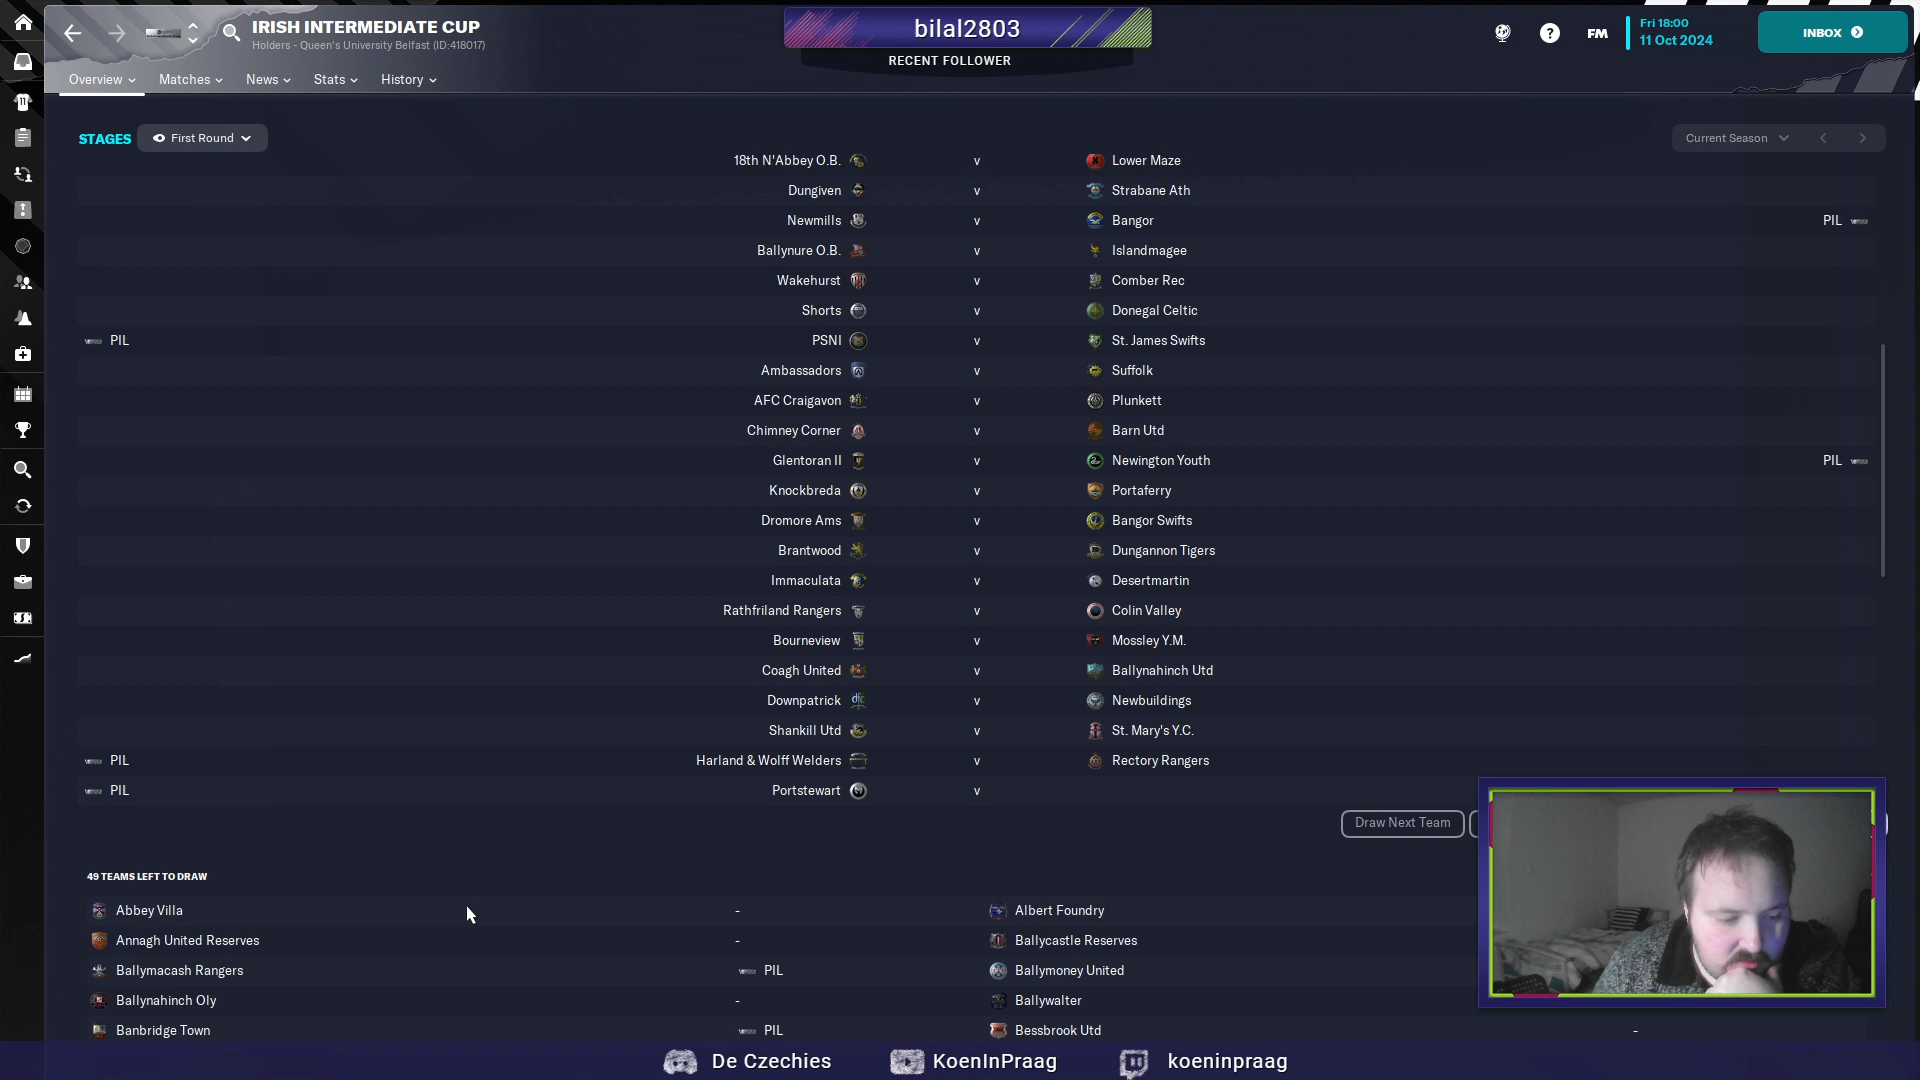 IRISH INTERMEDIATE CUP
Holders - Queen's University Belfast (ID:418017)
bilal2803
RECENT FOLLOWER
FM
Fri 18:00
11 Oct 2024
INBOX
Overview Matches News Stats History
STAGES First Round Current Season
18th N'Abbey O.B. v Lower Maze
Dungiven v Strabane Ath
Newmills v Bangor PIL
Ballynure O.B. v Islandmagee
Wakehurst v Comber Rec
Shorts v Donegal Celtic
PIL PSNI v St. James Swifts
Ambassadors v Suffolk
AFC Craigavon v Plunkett
Chimney Corner v Barn Utd
Glentoran II v Newington Youth PIL
Knockbreda v Portaferry
Dromore Ams v Bangor Swifts
Brantwood v Dungannon Tigers
Immaculata v Desertmartin
Rathfriland Rangers v Colin Valley
Bourneview v Mossley Y.M.
Coagh United v Ballynahinch Utd
Downpatrick v Newbuildings
Shankill Utd v St. Mary's Y.C.
PIL Harland & Wolff Welders v Rectory Rangers
PIL Portstewart v
Draw Next Team
49 TEAMS LEFT TO DRAW
Abbey Villa - Albert Foundry
Annagh United Reserves - Ballycastle Reserves
Ballymacash Rangers PIL Ballymoney United
Ballynahinch Oly - Ballywalter
Banbridge Town PIL Bessbrook Utd -
De Czechies KoenInPraag koeninpraag